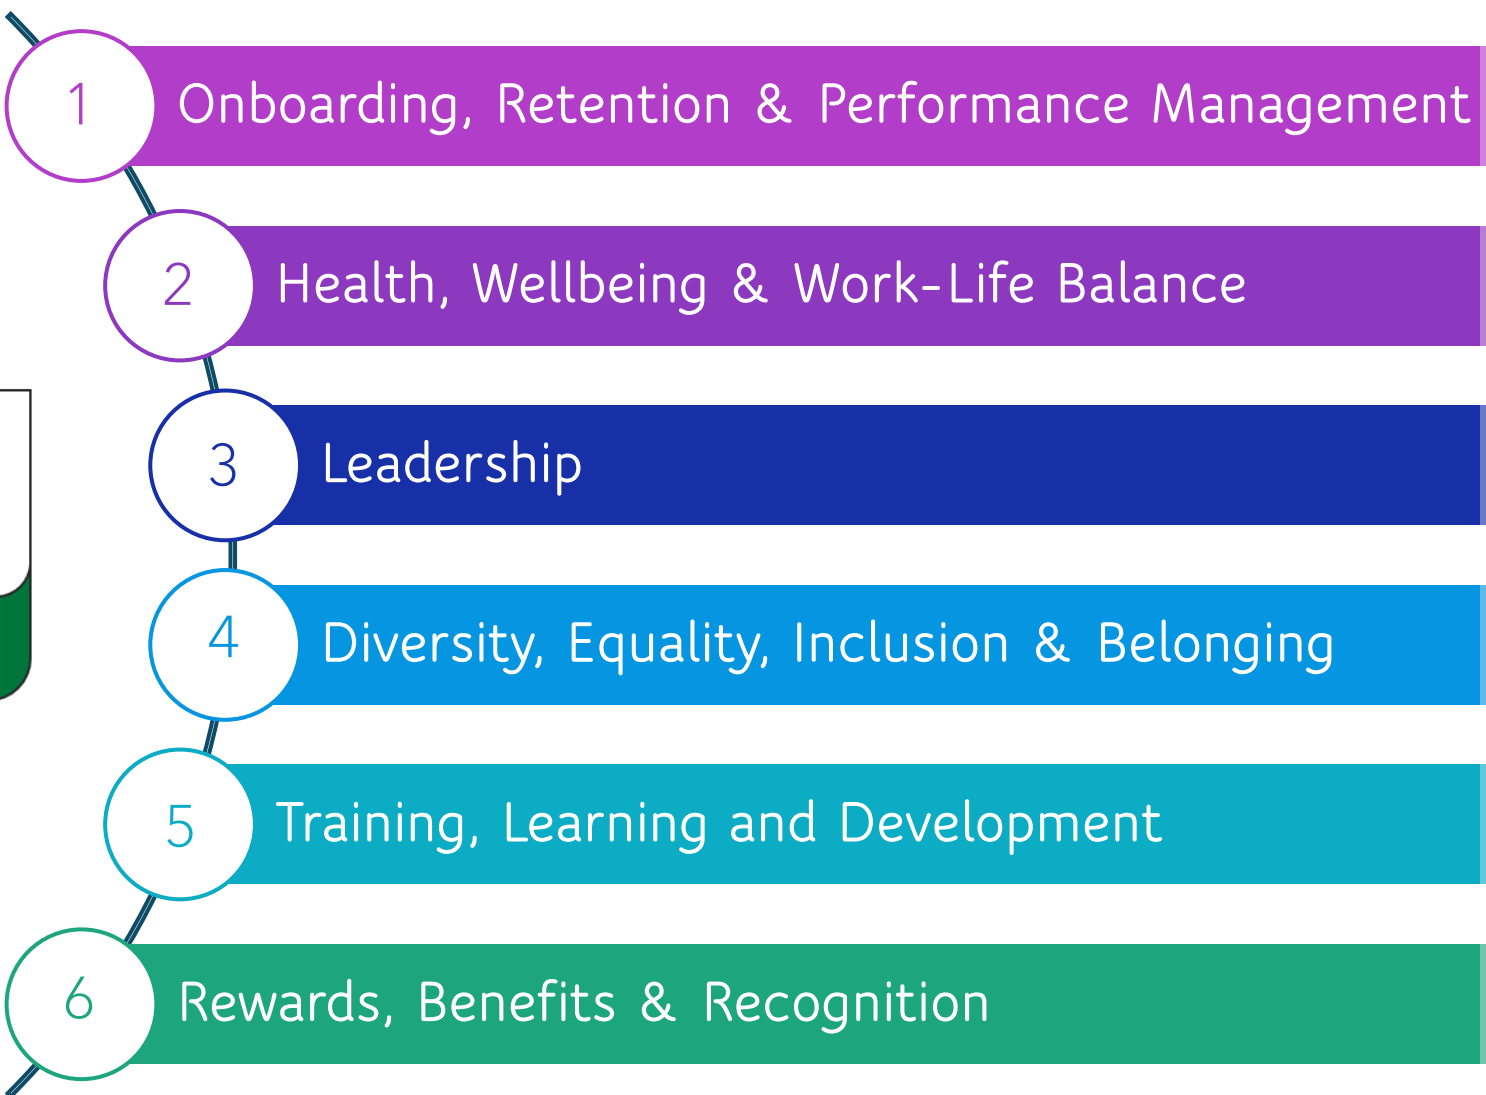 1 Onboarding, Retention & Performance Management
2 Health, Wellbeing & Work-Life Balance
3 Leadership
4 Diversity, Equality, Inclusion & Belonging
5 Training, Learning and Development
6 Rewards, Benefits & Recognition